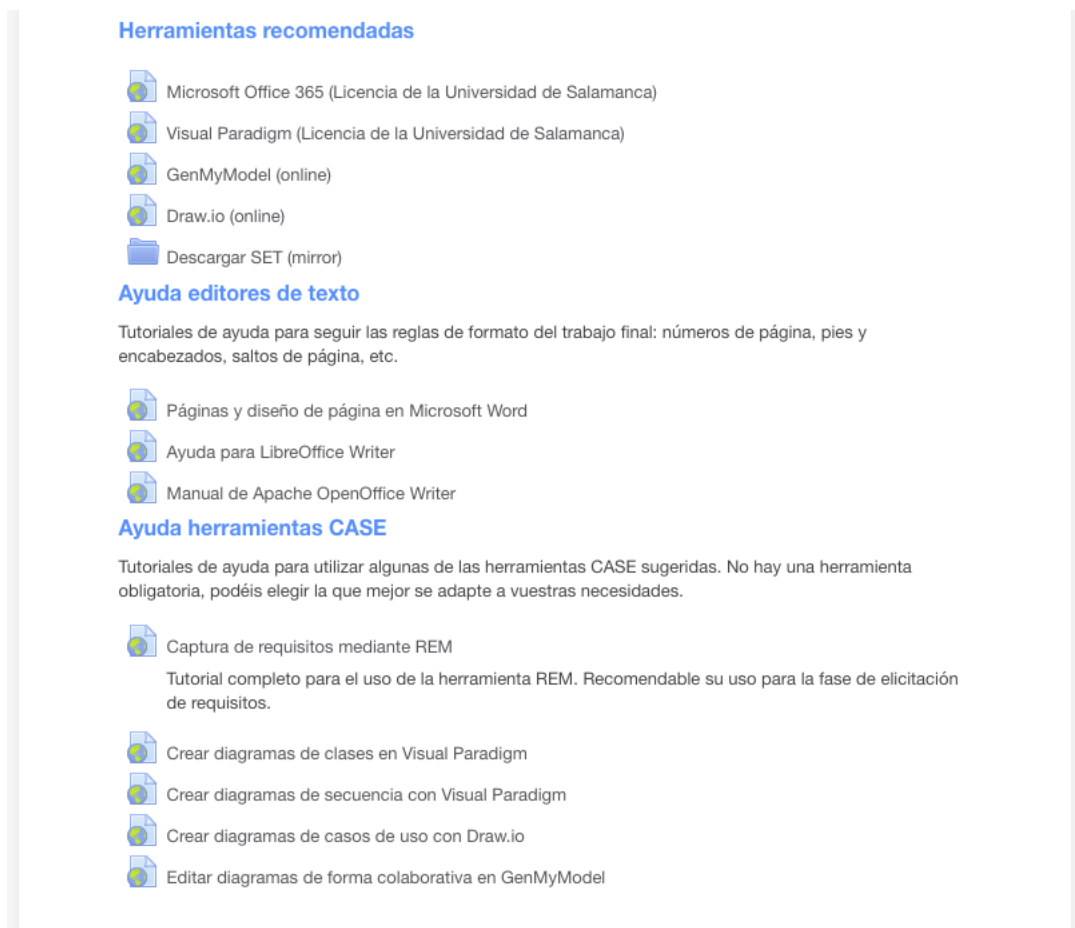 Herramientas recomendadas
Microsoft Office 365 (Licencia de la Universidad de Salamanca)
Visual Paradigm (Licencia de la Universidad de Salamanca)
GenMyModel (online)
Draw.io (online)
Descargar SET (mirror)
Ayuda editores de texto
Tutoriales de ayuda para seguir las reglas de formato del trabajo final: números de página, pies y
encabezados, saltos de página, etc.
Páginas y diseño de página en Microsoft Word
Ayuda para LibreOffice Writer
Manual de Apache OpenOffice Writer
Ayuda herramientas CASE
Tutoriales de ayuda para utilizar algunas de las herramientas CASE sugeridas. No hay una herramienta
obligatoria, podéis elegir la que mejor se adapte a vuestras necesidades.
Captura de requisitos mediante REM
Tutorial completo para el uso de la herramienta REM. Recomendable su uso para la fase de elicitación
de requisitos.
Crear diagramas de clases en Visual Paradigm
Crear diagramas de secuencia con Visual Paradigm
Crear diagramas de casos de uso con Draw.io
Editar diagramas de forma colaborativa en GenMyModel